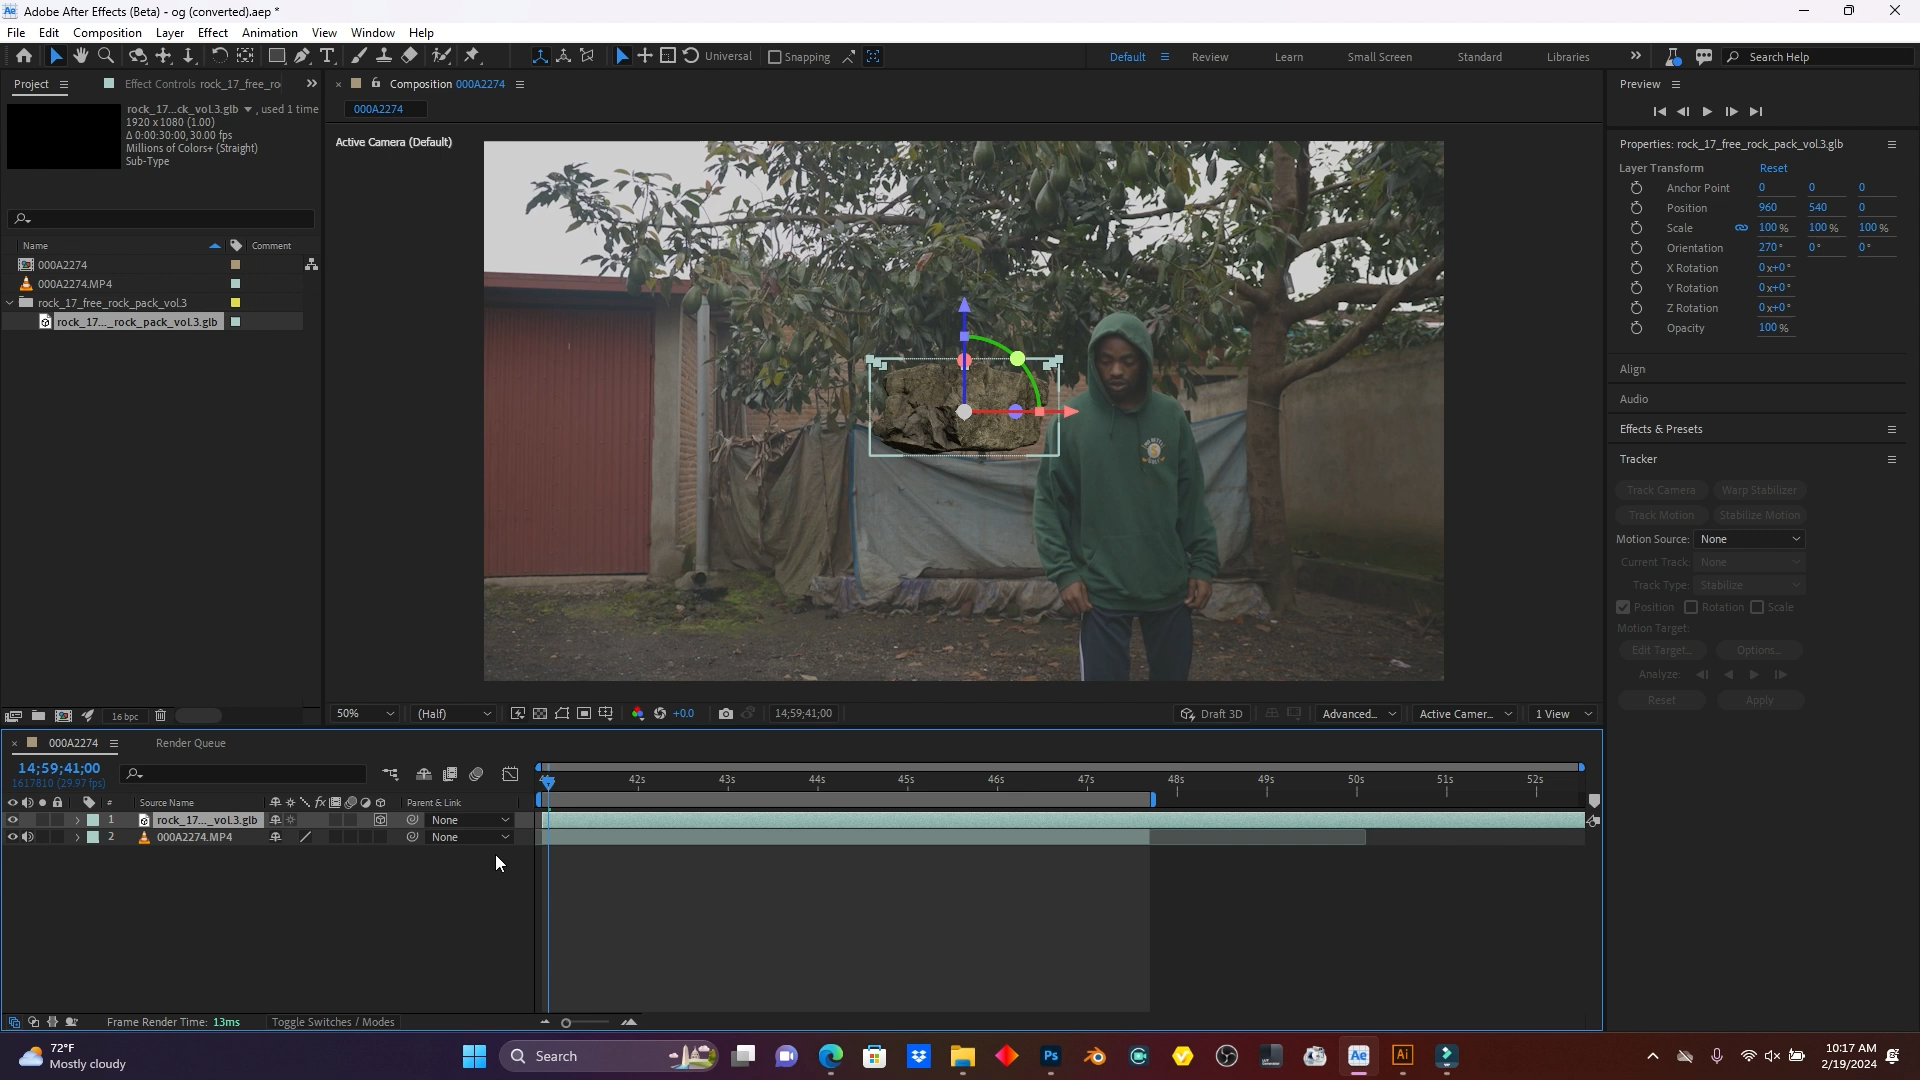 Adobe After Effects (Beta) - og (converted).aep *
File Edit Composition Layer Effect Animation View Window Help
Universal Snapping Default Review Learn Small Screen Standard Libraries Search Help
Project Effect Controls rock_17_free_ro
Composition 000A2274
000A2274
rock_17...ck_vol.3.glb , used 1 time
1920 x 1080 (1.00)
Δ 0:00:30:00, 30.00 fps
Millions of Colors+ (Straight)
Sub-Type
Name Comment
000A2274
000A2274.MP4
rock_17_free_rock_pack_vol.3
rock_17..._rock_pack_vol.3.glb
16 bpc
Active Camera (Default)
50% (Half) +0.0 14;59;41;00 Draft 3D Advanced... Active Camer... 1 View
Preview
Properties: rock_17_free_rock_pack_vol.3.glb
Layer Transform Reset
Anchor Point 0 0 0
Position 960 540 0
Scale 100 % 100 % 100 %
Orientation 270 ° 0 ° 0 °
X Rotation 0 x+0 °
Y Rotation 0 x+0 °
Z Rotation 0 x+0 °
Opacity 100 %
Align
Audio
Effects & Presets
Tracker
Track Camera Warp Stabilizer
Track Motion Stabilize Motion
Motion Source: None
Current Track: None
Track Type: Stabilize
Position Rotation Scale
Motion Target:
Edit Target... Options...
Analyze:
Reset Apply
000A2274 Render Queue
14;59;41;00
1617810 (29.97 fps)
# Source Name Parent & Link
1 rock_17..._vol.3.glb None
2 000A2274.MP4 None
42s 43s 44s 45s 46s 47s 48s 49s 50s 51s 52s
Frame Render Time: 13ms Toggle Switches / Modes
72°F
Mostly cloudy
Search
10:17 AM
2/19/2024